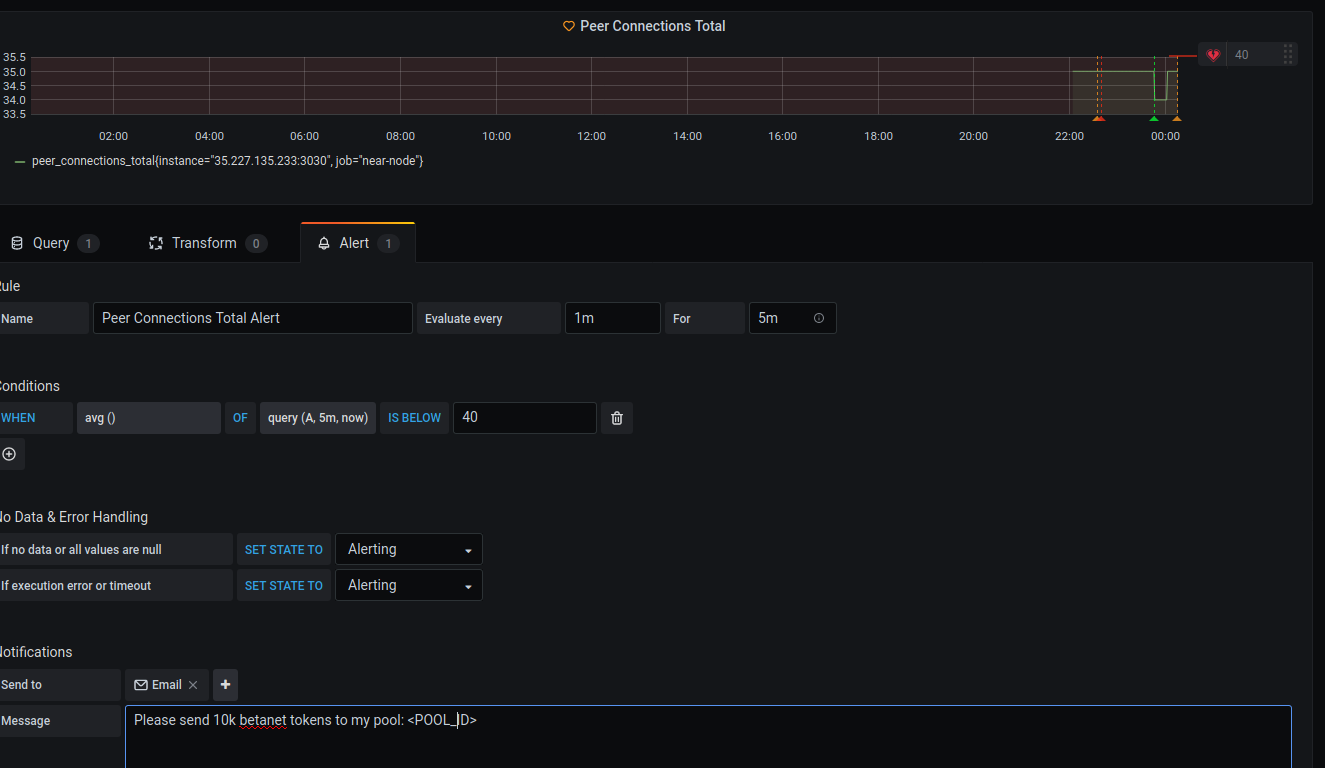 Peer Connections Total
35.5
35.0
34.5
34.0
33.5
40
02:00 04:00 06:00 08:00 10:00 12:00 14:00 16:00 18:00 20:00 22:00 00:00
peer_connections_total{instance="35.227.135.233:3030", job="near-node"}
Query 1 Transform 0 Alert 1
Rule
Name Peer Connections Total Alert Evaluate every 1m For 5m
Conditions
WHEN avg () OF query (A, 5m, now) IS BELOW 40
No Data & Error Handling
If no data or all values are null SET STATE TO Alerting
If execution error or timeout SET STATE TO Alerting
Notifications
Send to Email
Message Please send 10k betanet tokens to my pool: <POOL_ID>